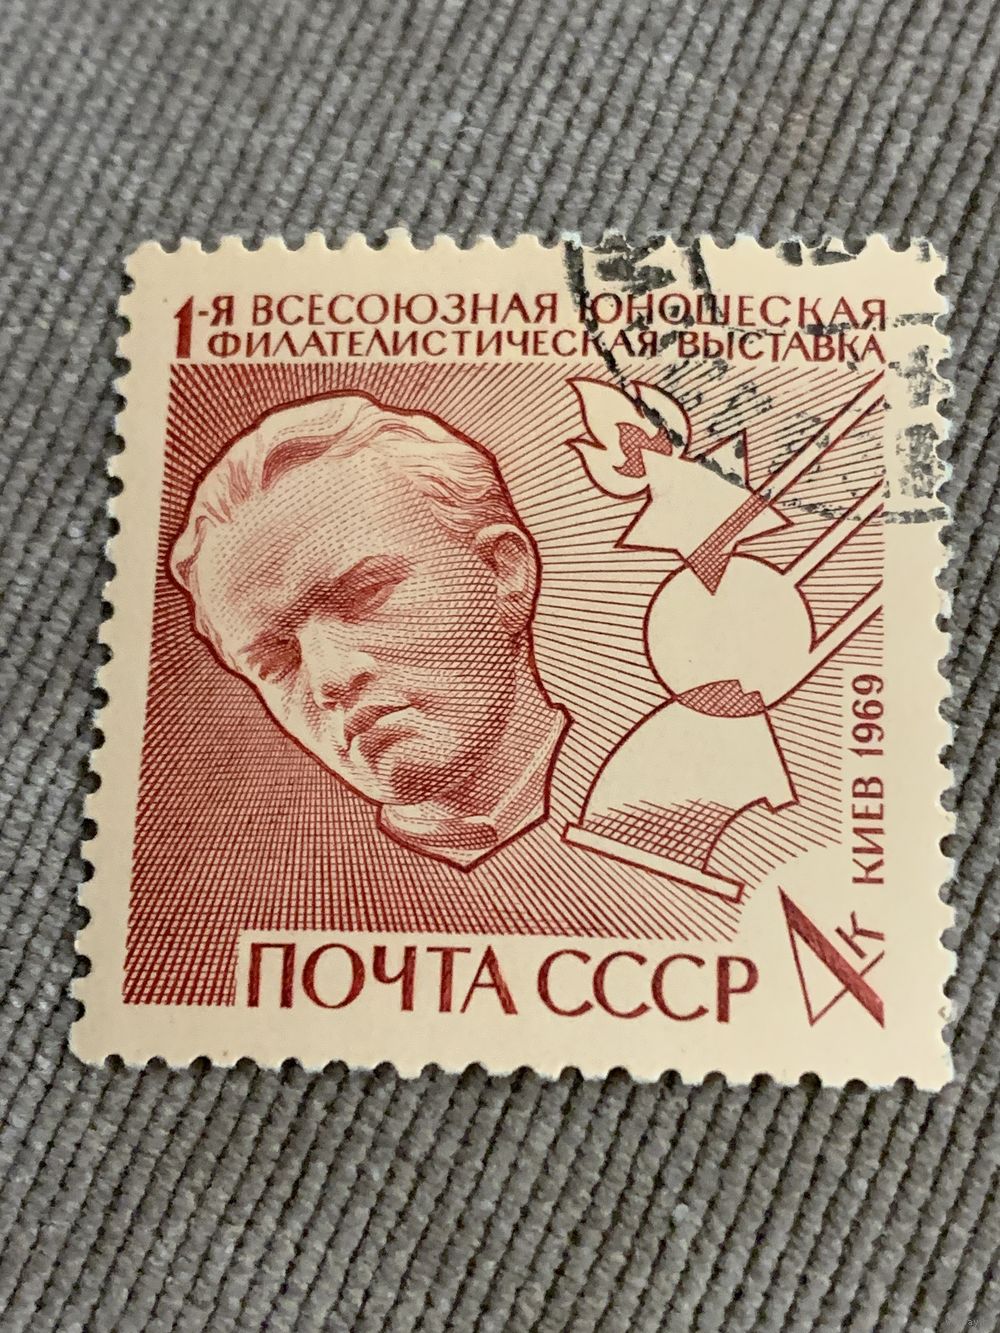 1-Я ВСЕСОЮЗНАЯ ЮНОШЕСКАЯ
ФИЛАТЕЛИСТИЧЕСКАЯ ВЫСТАВКА
КИЕВ 1969
ПОЧТА СССР
4К